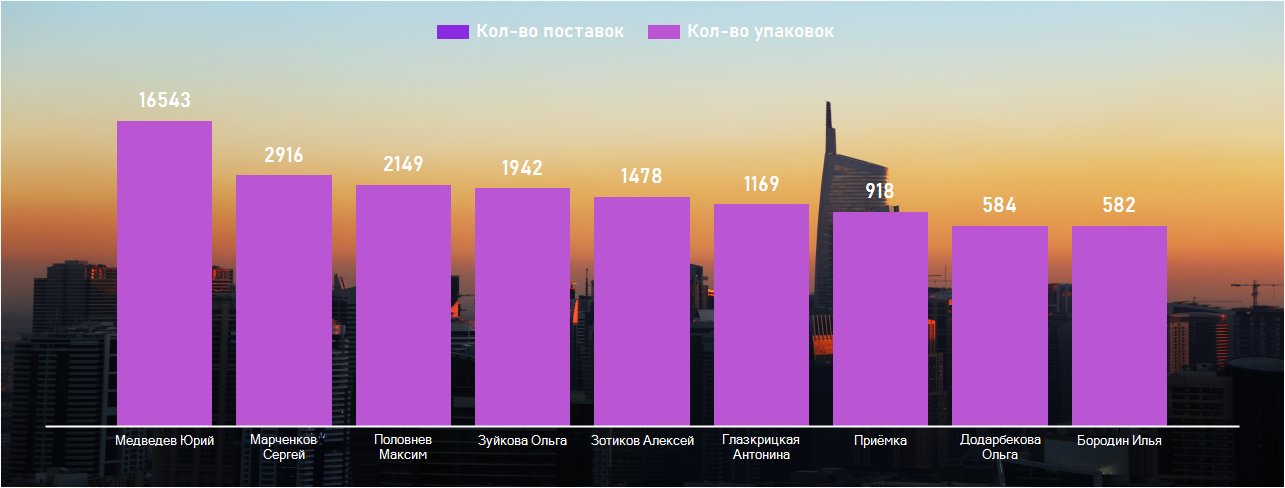 Кол-во поставок Кол-во упаковок
16543
2916
2149
1942
1478
1169
918
584
582
Медведев Юрий
Марченков
Сергей
Половнев
Максим
Зуйкова Ольга
Зотиков Алексей
Глазкрицкая
Антонина
Приёмка
Додарбекова
Ольга
Бородин Илья